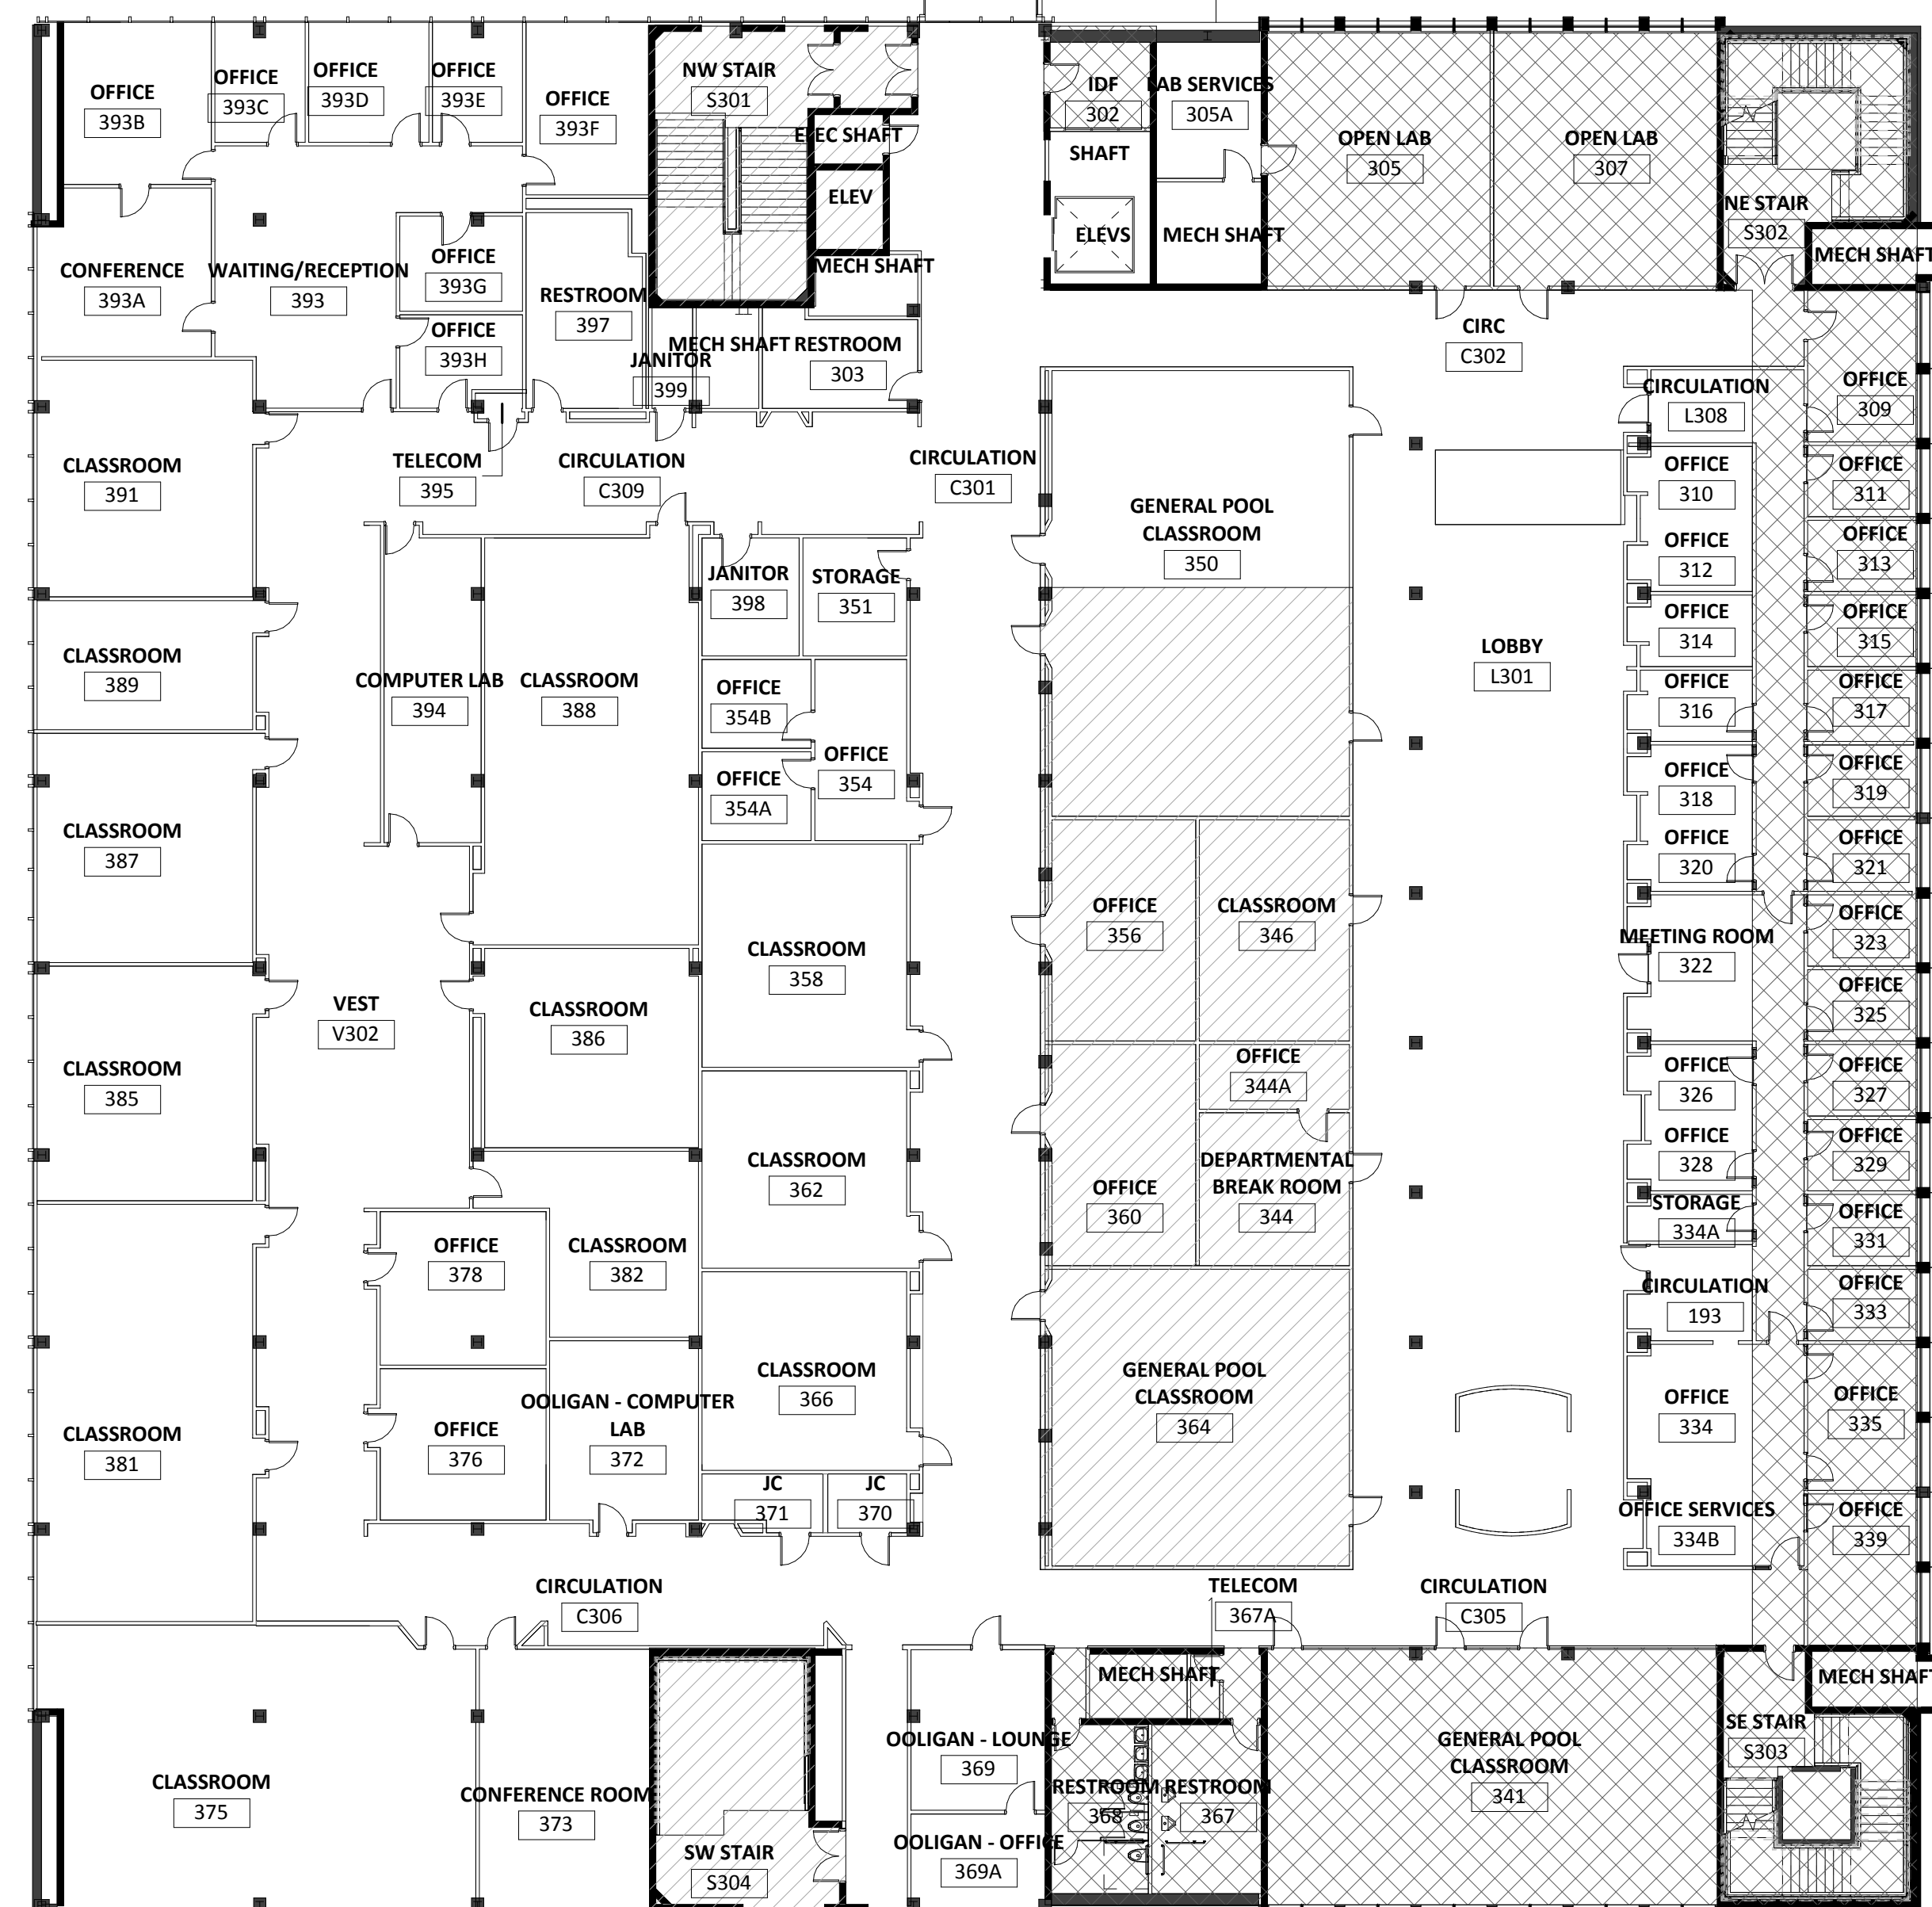 OFFICE
393B
OFFICE
393C
OFFICE
393D
OFFICE
393E
OFFICE
393F
NW STAIR
S301
ELEC SHAFT
ELEV
MECH SHAFT
IDF
302
SHAFT
ELEVS
LAB SERVICES
305A
MECH SHAFT
OPEN LAB
305
OPEN LAB
307
NE STAIR
S302
MECH SHAFT
CONFERENCE
393A
WAITING/RECEPTION
393
OFFICE
393G
OFFICE
393H
RESTROOM
397
JANITOR
399
MECH SHAFT
RESTROOM
303
CIRC
C302
CLASSROOM
391
TELECOM
395
CIRCULATION
C309
CIRCULATION
C301
GENERAL POOL
CLASSROOM
350
CIRCULATION
L308
OFFICE
309
OFFICE
310
OFFICE
311
OFFICE
312
OFFICE
313
JANITOR
398
STORAGE
351
CLASSROOM
389
COMPUTER LAB
394
CLASSROOM
388
OFFICE
354B
OFFICE
354
OFFICE
354A
LOBBY
L301
OFFICE
314
OFFICE
315
OFFICE
316
OFFICE
317
OFFICE
318
OFFICE
319
OFFICE
320
OFFICE
321
CLASSROOM
387
CLASSROOM
358
OFFICE
356
CLASSROOM
346
MEETING ROOM
322
OFFICE
323
OFFICE
325
VEST
V302
CLASSROOM
386
CLASSROOM
385
OFFICE
344A
OFFICE
326
OFFICE
327
CLASSROOM
362
OFFICE
360
DEPARTMENTAL
BREAK ROOM
344
OFFICE
328
OFFICE
329
STORAGE
334A
OFFICE
331
OFFICE
378
CLASSROOM
382
CIRCULATION
193
OFFICE
333
CLASSROOM
381
OFFICE
376
OOLIGAN - COMPUTER
LAB
372
CLASSROOM
366
GENERAL POOL
CLASSROOM
364
OFFICE
334
OFFICE
335
JC
371
JC
370
OFFICE SERVICES
334B
OFFICE
339
CIRCULATION
C306
TELECOM
367A
CIRCULATION
C305
MECH SHAFT
MECH SHAFT
CLASSROOM
375
CONFERENCE ROOM
373
SW STAIR
S304
OOLIGAN - LOUNGE
369
OOLIGAN - OFFICE
369A
RESTROOM
368
RESTROOM
367
GENERAL POOL
CLASSROOM
341
SE STAIR
S303